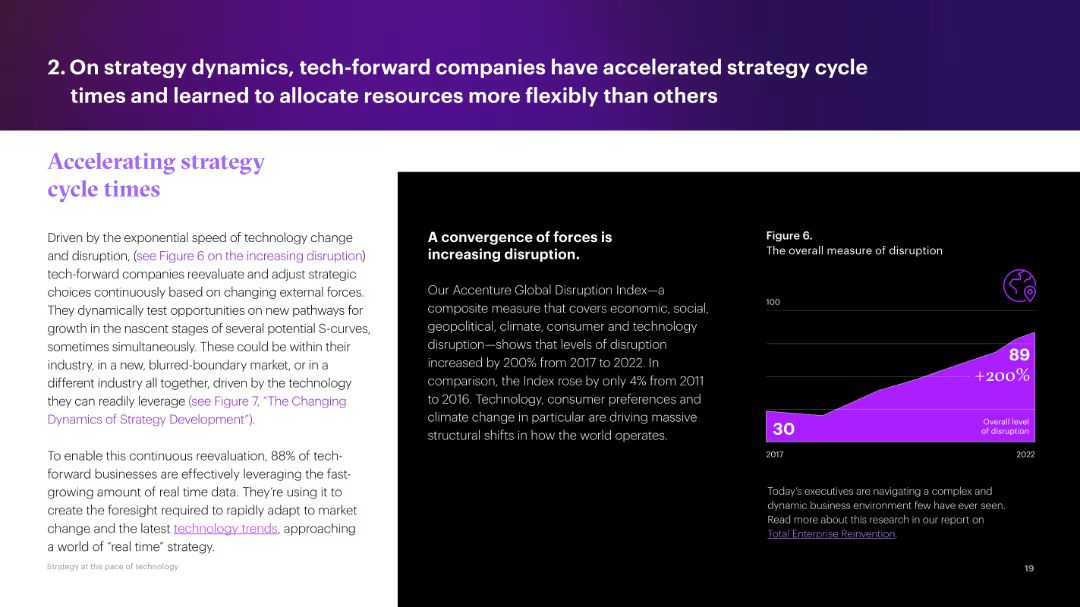 2. On strategy dynamics, tech-forward companies have accelerated strategy cycle
times and learned to allocate resources more flexibly than others
Accelerating strategy
cycle times
Driven by the exponential speed of technology change
and disruption, (see Figure 6 on the increasing disruption)
tech-forward companies reevaluate and adjust strategic
choices continuously based on changing external forces.
They dynamically test opportunities on new pathways for
growth in the nascent stages of several potential S-curves,
sometimes simultaneously. These could be within their
industry, in a new, blurred-boundary market, or in a
different industry all together, driven by the technology
they can readily leverage (see Figure 7, “The Changing
Dynamics of Strategy Development”).
To enable this continuous reevaluation, 88% of tech-
forward businesses are effectively leveraging the fast-
growing amount of real time data. They’re using it to
create the foresight required to rapidly adapt to market
change and the latest technology trends, approaching
a world of “real time” strategy.
Strategy at the pace of technology
A convergence of forces is
increasing disruption.
Our Accenture Global Disruption Index—a
composite measure that covers economic, social,
geopolitical, climate, consumer and technology
disruption—shows that levels of disruption
increased by 200% from 2017 to 2022. In
comparison, the Index rose by only 4% from 2011
to 2016. Technology, consumer preferences and
climate change in particular are driving massive
structural shifts in how the world operates.
Figure 6.
The overall measure of disruption
100
89
+200%
30
Overall level
of disruption
2017
2022
Today’s executives are navigating a complex and
dynamic business environment few have ever seen.
Read more about this research in our report on
Total Enterprise Reinvention.
19